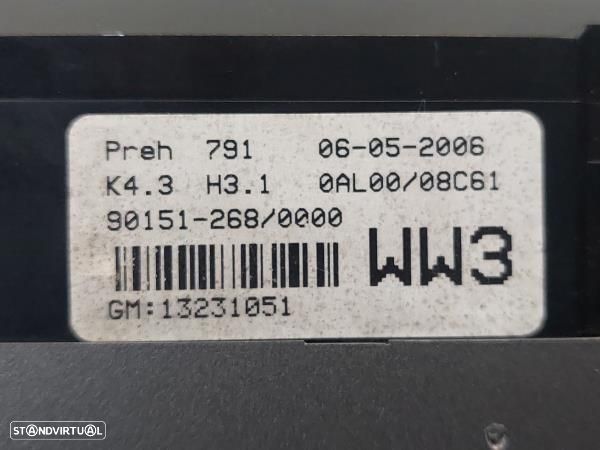 Preh 791 06-05-2006
K4.3 H3.1 0AL00/08C61
90151-268/0000
WW3
GM:13231051
STANDVIRTUAL